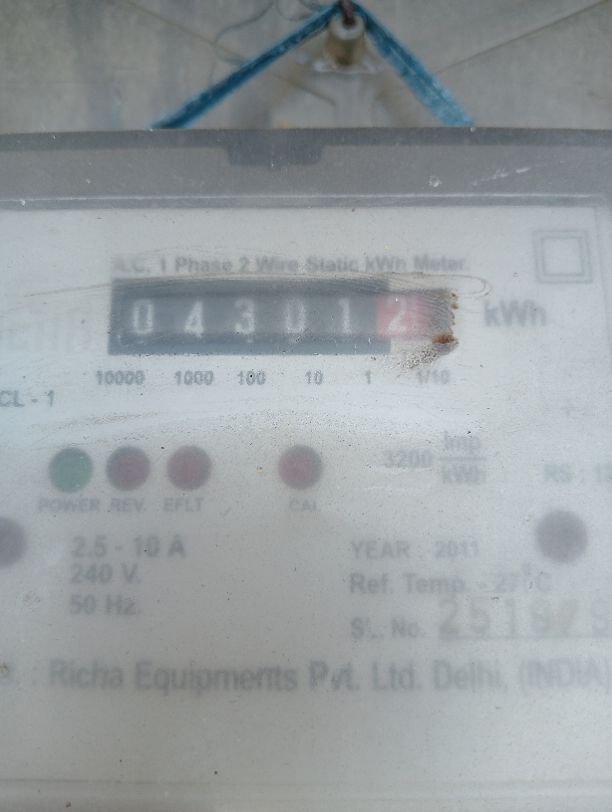 A.C. 1 Phase 2 Wire Static kWh Meter.
0 4 3 0 1 2 kWh
10000 1000 100 10 1 1/10
CL - 1
3200 Imp/kWh
POWER REV. EFLT CAL
RS :
2.5 - 10 A YEAR : 2011
240 V. Ref. Temp. - 27°C
50 Hz. SL. No.
Richa Equipments Pvt. Ltd. Delhi, (INDIA)